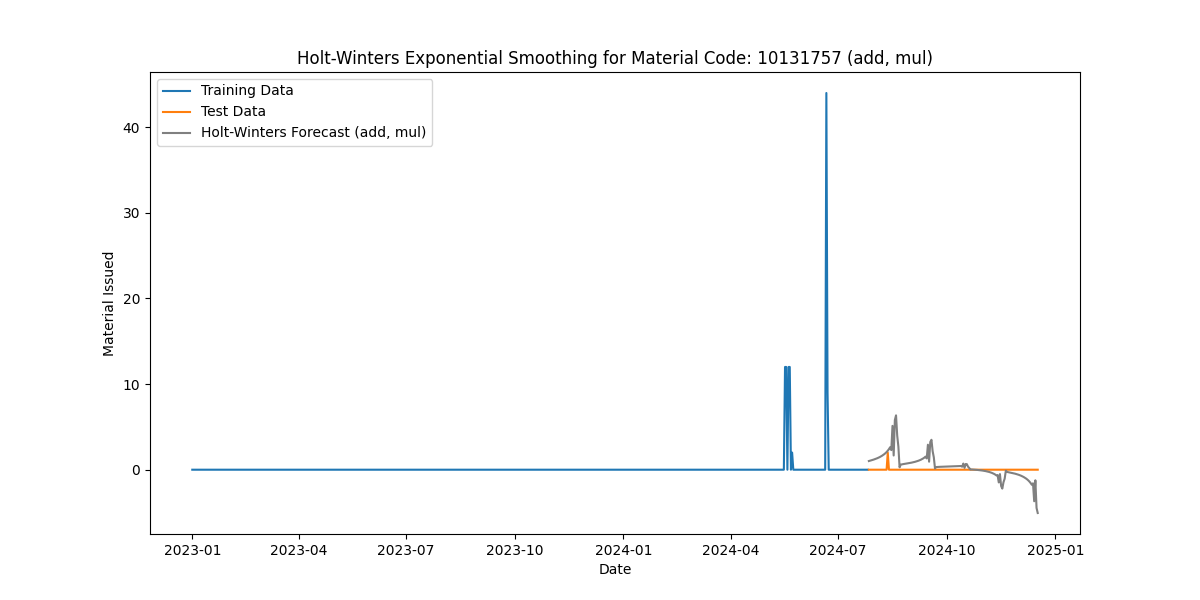 Holt-Winters Exponential Smoothing for Material Code: 10131757 (add, mul)
Training Data
Test Data
Holt-Winters Forecast (add, mul)
Material Issued
40
30
20
10
0
2023-01 2023-04 2023-07 2023-10 2024-01 2024-04 2024-07 2024-10 2025-01
Date